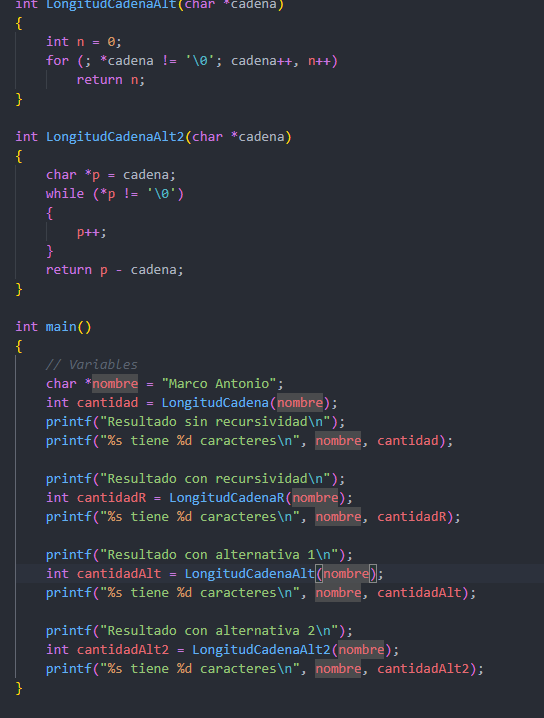 int LongitudCadenaAlt(char *cadena)
{
    int n = 0;
    for (; *cadena != '\0'; cadena++, n++)
        return n;
}

int LongitudCadenaAlt2(char *cadena)
{
    char *p = cadena;
    while (*p != '\0')
    {
        p++;
    }
    return p - cadena;
}

int main()
{
    // Variables
    char *nombre = "Marco Antonio";
    int cantidad = LongitudCadena(nombre);
    printf("Resultado sin recursividad\n");
    printf("%s tiene %d caracteres\n", nombre, cantidad);

    printf("Resultado con recursividad\n");
    int cantidadR = LongitudCadenaR(nombre);
    printf("%s tiene %d caracteres\n", nombre, cantidadR);

    printf("Resultado con alternativa 1\n");
    int cantidadAlt = LongitudCadenaAlt(nombre);
    printf("%s tiene %d caracteres\n", nombre, cantidadAlt);

    printf("Resultado con alternativa 2\n");
    int cantidadAlt2 = LongitudCadenaAlt2(nombre);
    printf("%s tiene %d caracteres\n", nombre, cantidadAlt2);
}